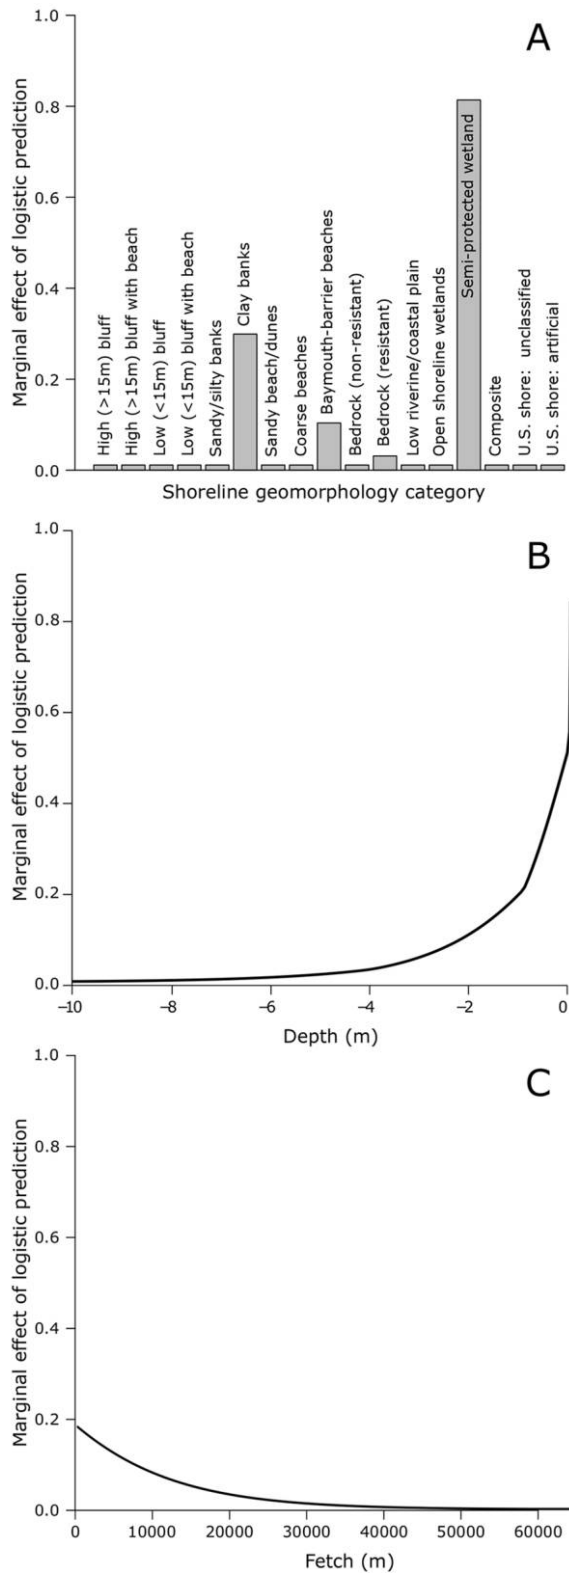 A
Marginal effect of logistic prediction
1.0
0.8
0.6
0.4
0.2
0.0
High (>15m) bluff
High (>15m) bluff with beach
Low (<15m) bluff
Low (<15m) bluff with beach
Sandy/silty banks
Clay banks
Sandy beach/dunes
Coarse beaches
Baymouth-barrier beaches
Bedrock (non-resistant)
Bedrock (resistant)
Low riverine/coastal plain
Open shoreline wetlands
Semi-protected wetland
Composite
U.S. shore: unclassified
U.S. shore: artificial
Shoreline geomorphology category
B
Marginal effect of logistic prediction
1.0
0.8
0.6
0.4
0.2
0.0
−10 −8 −6 −4 −2 0
Depth (m)
C
Marginal effect of logistic prediction
1.0
0.8
0.6
0.4
0.2
0.0
0 10000 20000 30000 40000 50000 60000
Fetch (m)